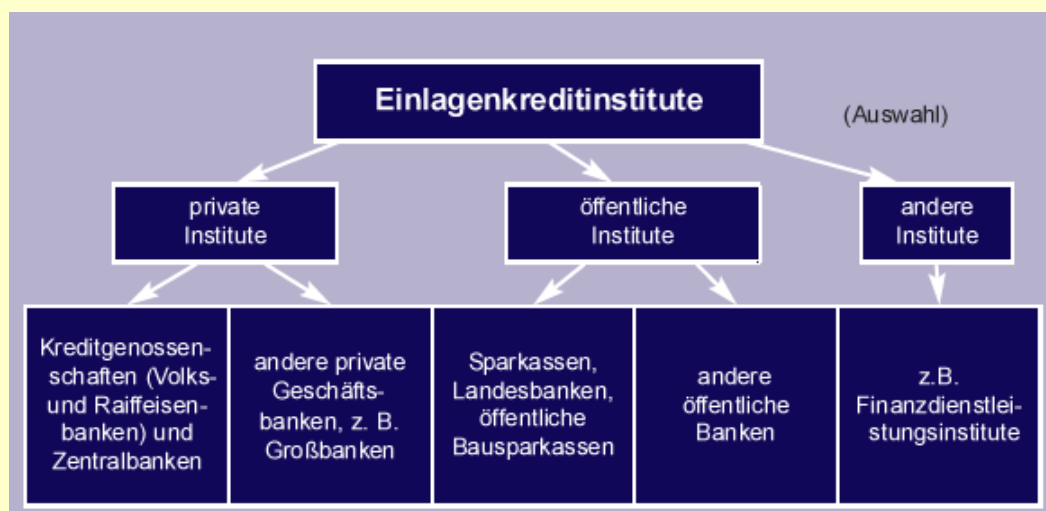 Einlagenkreditinstitute
(Auswahl)
private
Institute
öffentliche
Institute
andere
Institute
Kreditgenossen-
schaften (Volks-
und Raiffeisen-
banken) und
Zentralbanken
andere private
Geschäfts-
banken, z. B.
Großbanken
Sparkassen,
Landesbanken,
öffentliche
Bausparkassen
andere
öffentliche
Banken
z.B.
Finanzdienstlei-
stungsinstitute